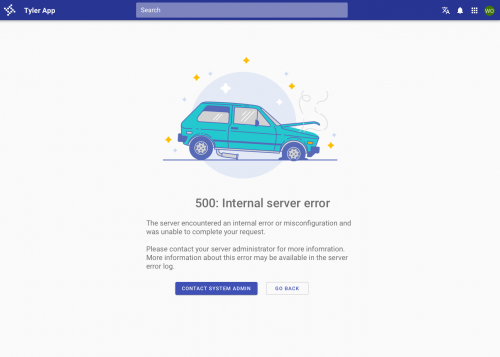 Tyler App
Search
WO
500: Internal server error
The server encountered an internal error or misconfiguration and
was unable to complete your request.
Please contact your server administrator for more infomration.
More information about this error may be available in the server
error log.
CONTACT SYSTEM ADMIN
GO BACK